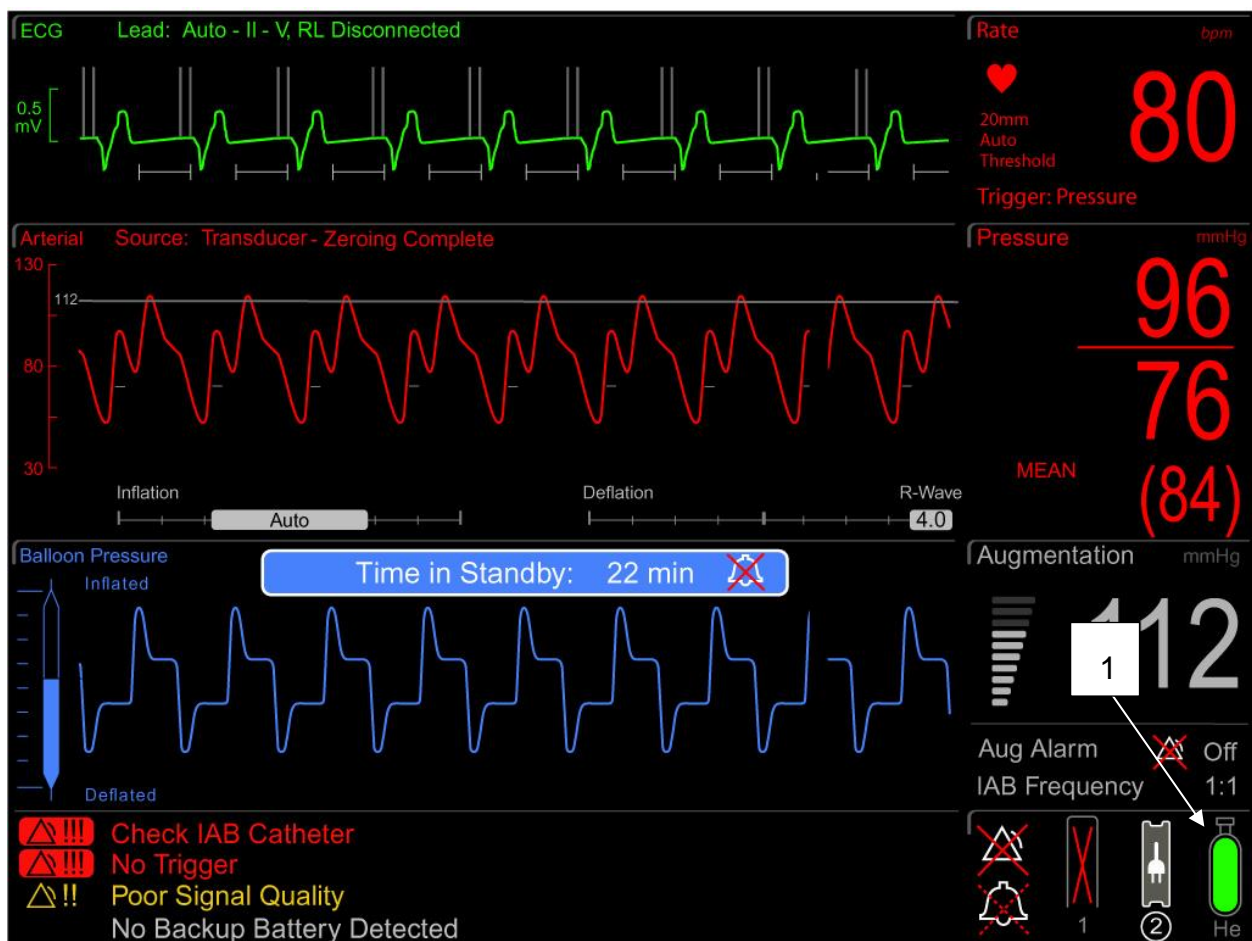 ECG Lead: Auto - II - V, RL Disconnected
0.5
mV
Rate bpm
80
20mm
Auto
Threshold
Trigger: Pressure
Arterial Source: Transducer - Zeroing Complete
130
112
80
30
Inflation Deflation R-Wave
Auto 4.0
Pressure mmHg
96
76
MEAN (84)
Balloon Pressure
Inflated
Time in Standby: 22 min
Deflated
Augmentation mmHg
112
1
Aug Alarm Off
IAB Frequency 1:1
!!! Check IAB Catheter
!!! No Trigger
!! Poor Signal Quality
No Backup Battery Detected
1 2 He